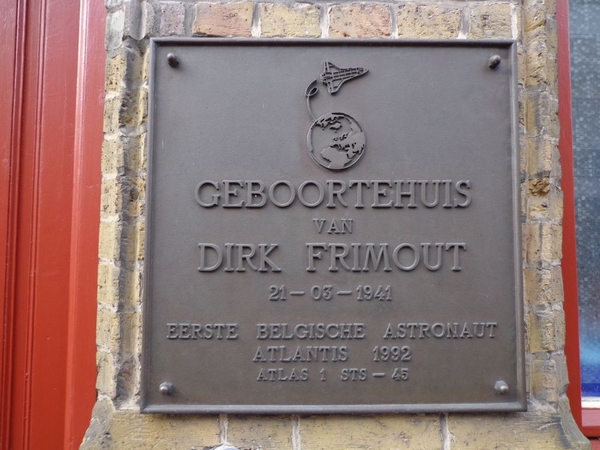 GEBOORTEHUIS
VAN
DIRK FRIMOUT
21-03-1941
EERSTE BELGISCHE ASTRONAUT
ATLANTIS 1992
ATLAS 1 STS-45